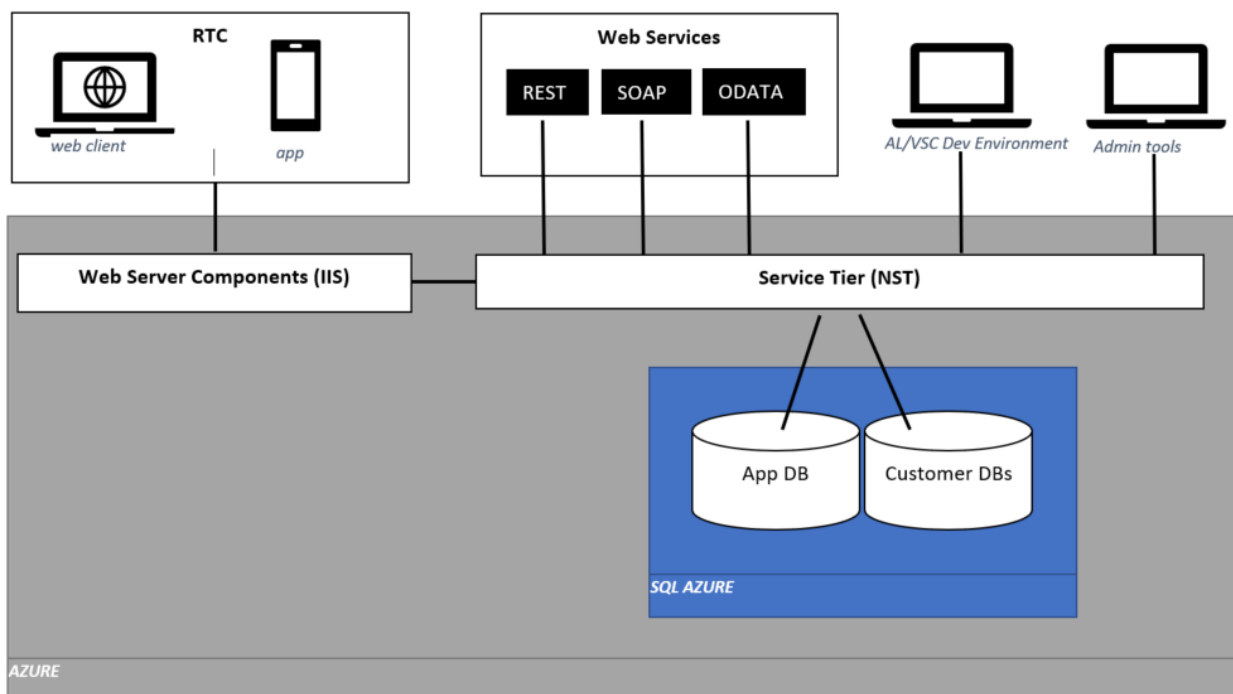 RTC
web client
app
Web Services
REST
SOAP
ODATA
AL/VSC Dev Environment
Admin tools
Web Server Components (IIS)
Service Tier (NST)
App DB
Customer DBs
SQL AZURE
AZURE